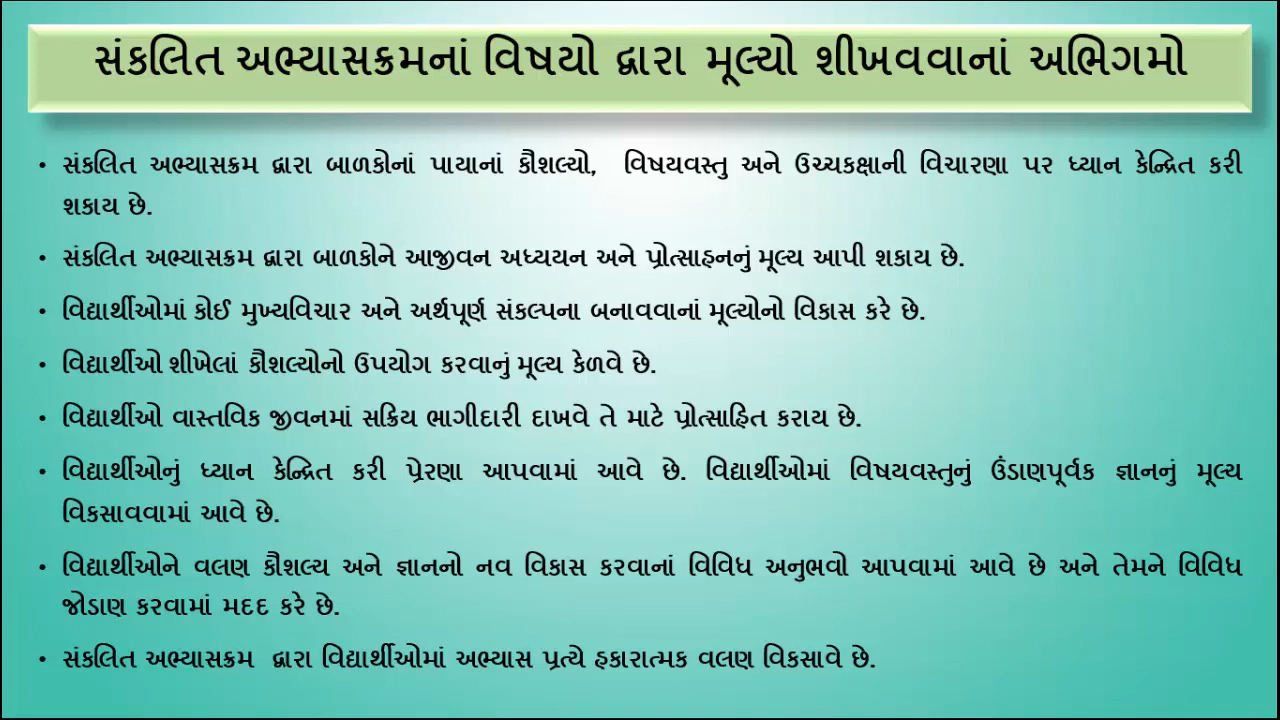 સંકલિત અભ્યાસક્રમનાં વિષયો દ્વારા મૂલ્યો શીખવવાનાં અભિગમો
• સંકલિત અભ્યાસક્રમ દ્વારા બાળકોનાં પાયાનાં કૌશલ્યો, વિષયવસ્તુ અને ઉચ્ચકક્ષાની વિચારણા પર ધ્યાન કેન્દ્રિત કરી
શકાય છે.
• સંકલિત અભ્યાસક્રમ દ્વારા બાળકોને આજીવન અધ્યયન અને પ્રોત્સાહનનું મૂલ્ય આપી શકાય છે.
• વિદ્યાર્થીઓમાં કોઈ મુખ્યવિચાર અને અર્થપૂર્ણ સંકલ્પના બનાવવાનાં મૂલ્યોનો વિકાસ કરે છે.
• વિદ્યાર્થીઓ શીખેલાં કૌશલ્યોનો ઉપયોગ કરવાનું મૂલ્ય કેળવે છે.
• વિદ્યાર્થીઓ વાસ્તવિક જીવનમાં સક્રિય ભાગીદારી દાખવે તે માટે પ્રોત્સાહિત કરાય છે.
• વિદ્યાર્થીઓનું ધ્યાન કેન્દ્રિત કરી પ્રેરણા આપવામાં આવે છે. વિદ્યાર્થીઓમાં વિષયવસ્તુનું ઉંડાણપૂર્વક જ્ઞાનનું મૂલ્ય
વિકસાવવામાં આવે છે.
• વિદ્યાર્થીઓને વલણ કૌશલ્ય અને જ્ઞાનનો નવ વિકાસ કરવાનાં વિવિધ અનુભવો આપવામાં આવે છે અને તેમને વિવિધ
જોડાણ કરવામાં મદદ કરે છે.
• સંકલિત અભ્યાસક્રમ દ્વારા વિદ્યાર્થીઓમાં અભ્યાસ પ્રત્યે હકારાત્મક વલણ વિકસાવે છે.